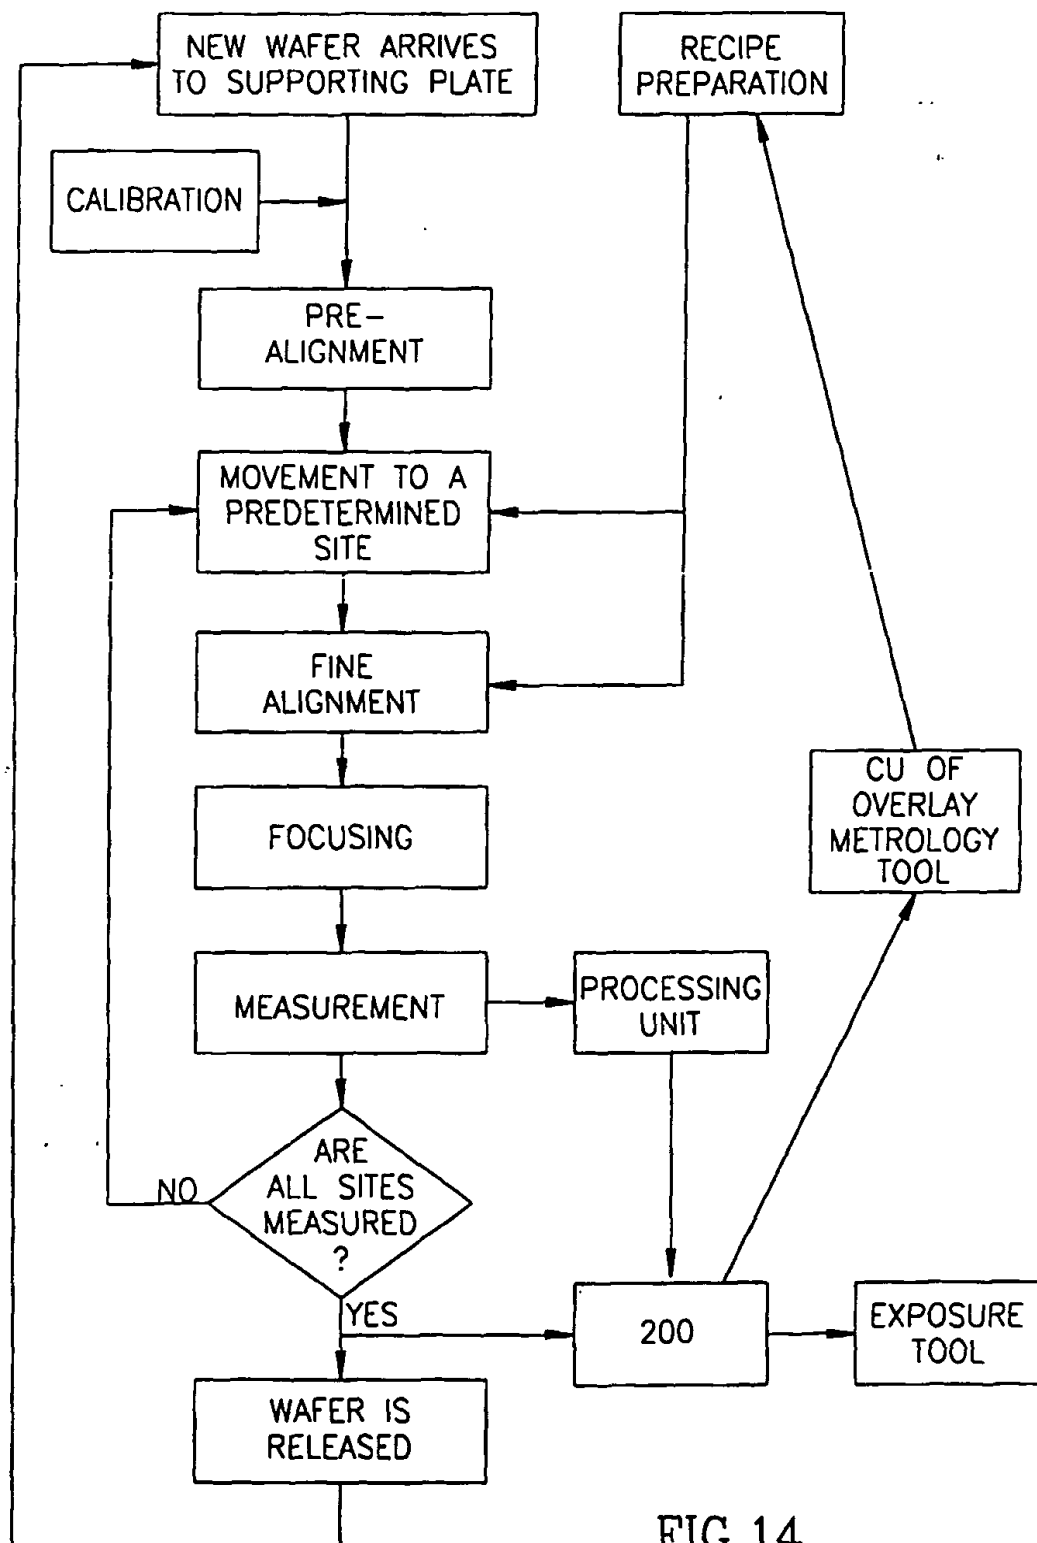 NEW WAFER ARRIVES
TO SUPPORTING PLATE
RECIPE
PREPARATION
CALIBRATION
PRE-
ALIGNMENT
MOVEMENT TO A
PREDETERMINED
SITE
FINE
ALIGNMENT
CU OF
OVERLAY
METROLOGY
TOOL
FOCUSING
MEASUREMENT
PROCESSING
UNIT
ARE
ALL SITES
MEASURED
?
NO
YES
200
EXPOSURE
TOOL
WAFER IS
RELEASED
FIG. 14